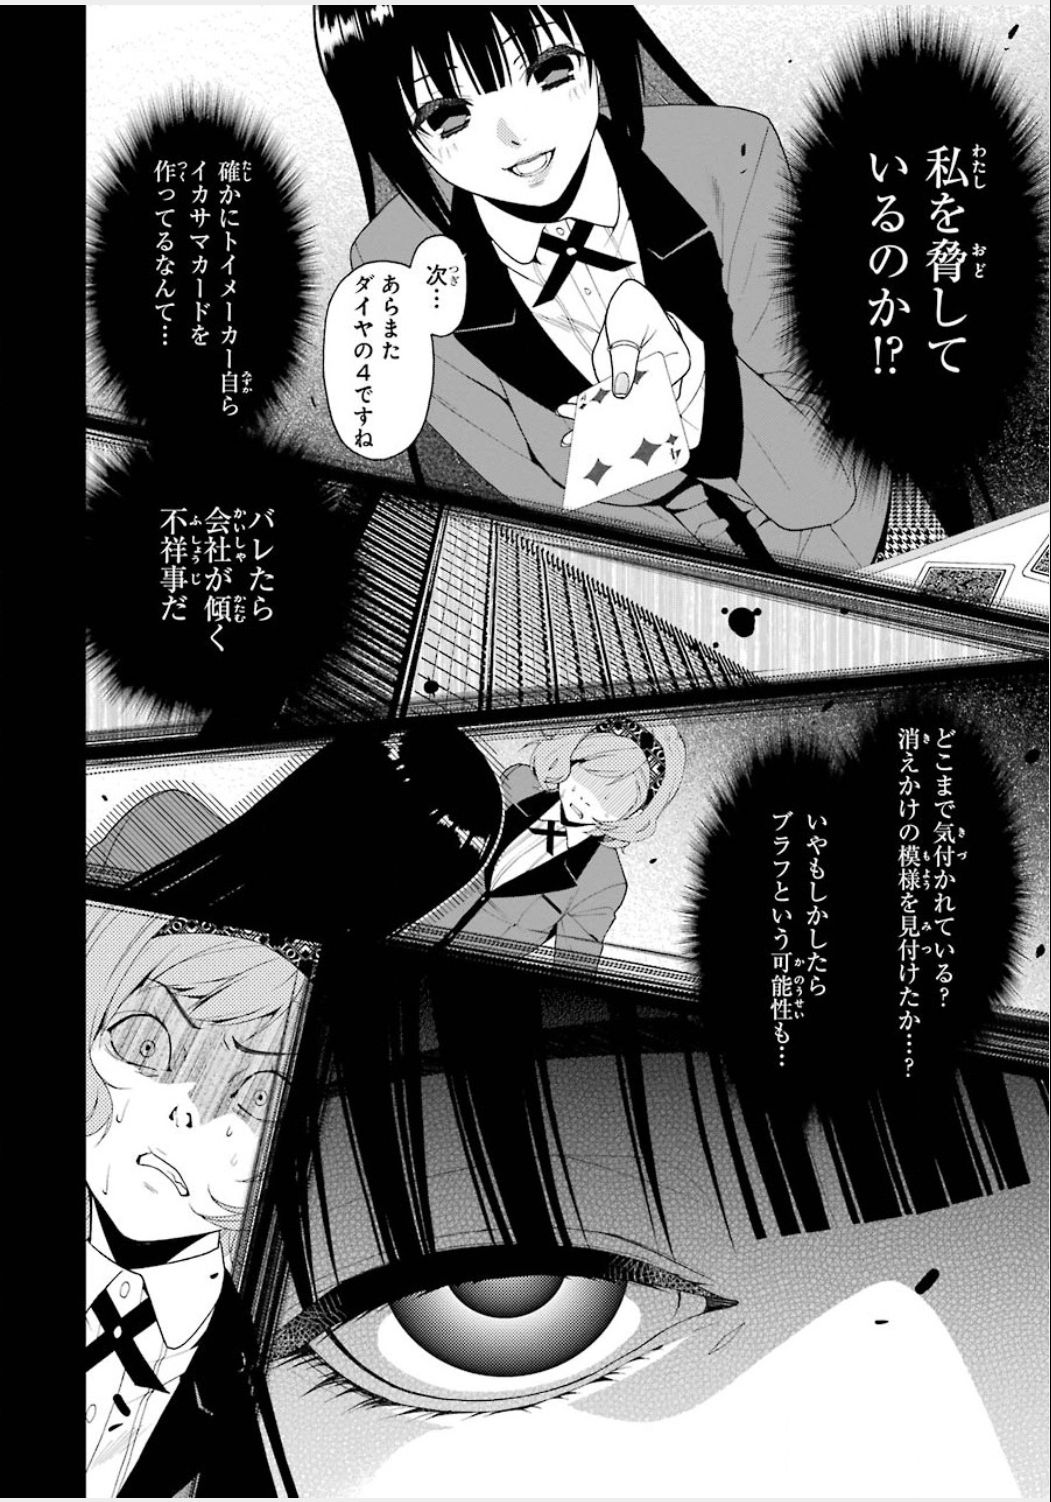 私を脅して
いるのか!?
次…
あらまた
ダイヤの4ですね
確かにトイメーカー自ら
イカサマカードを
作ってるなんて…
バレたら
会社が傾く
不祥事だ
どこまで気付かれている?
消えかけの模様を見付けたか…?
いやもしかしたら
ブラフという可能性も…